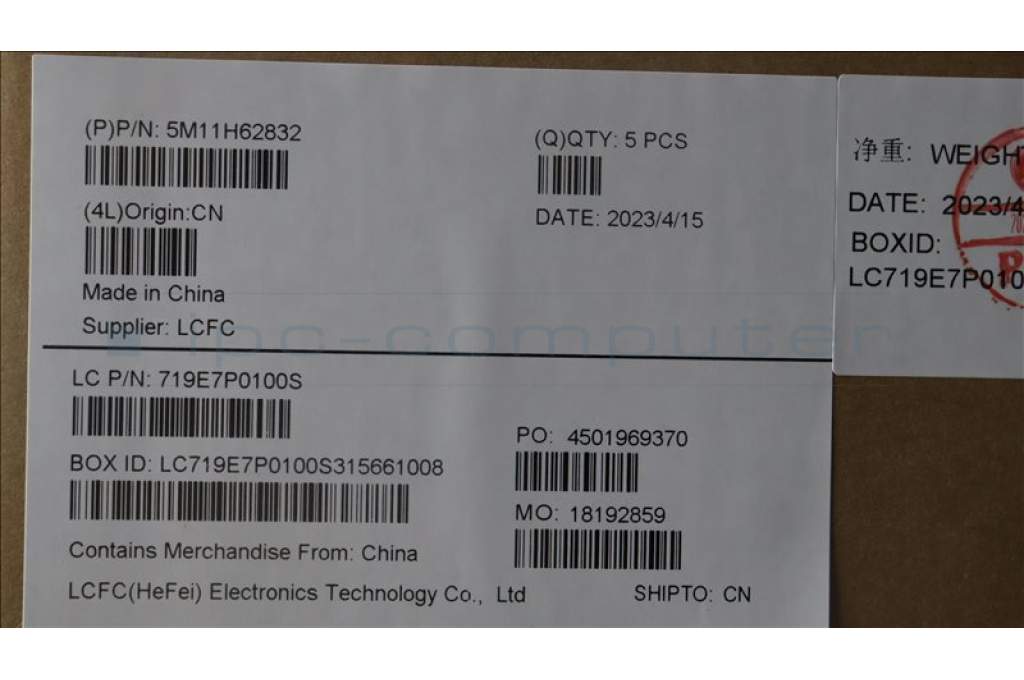 (P)P/N: 5M11H62832
(Q)QTY: 5 PCS
(4L)Origin:CN
DATE: 2023/4/15
Made in China
Supplier: LCFC
ipc-computer
LC P/N: 719E7P0100S
PO: 4501969370
BOX ID: LC719E7P0100S315661008
MO: 18192859
Contains Merchandise From: China
LCFC(HeFei) Electronics Technology Co., Ltd
SHIPTO: CN
净重: WEIGH
DATE: 2023/4
BOXID:
LC719E7P010